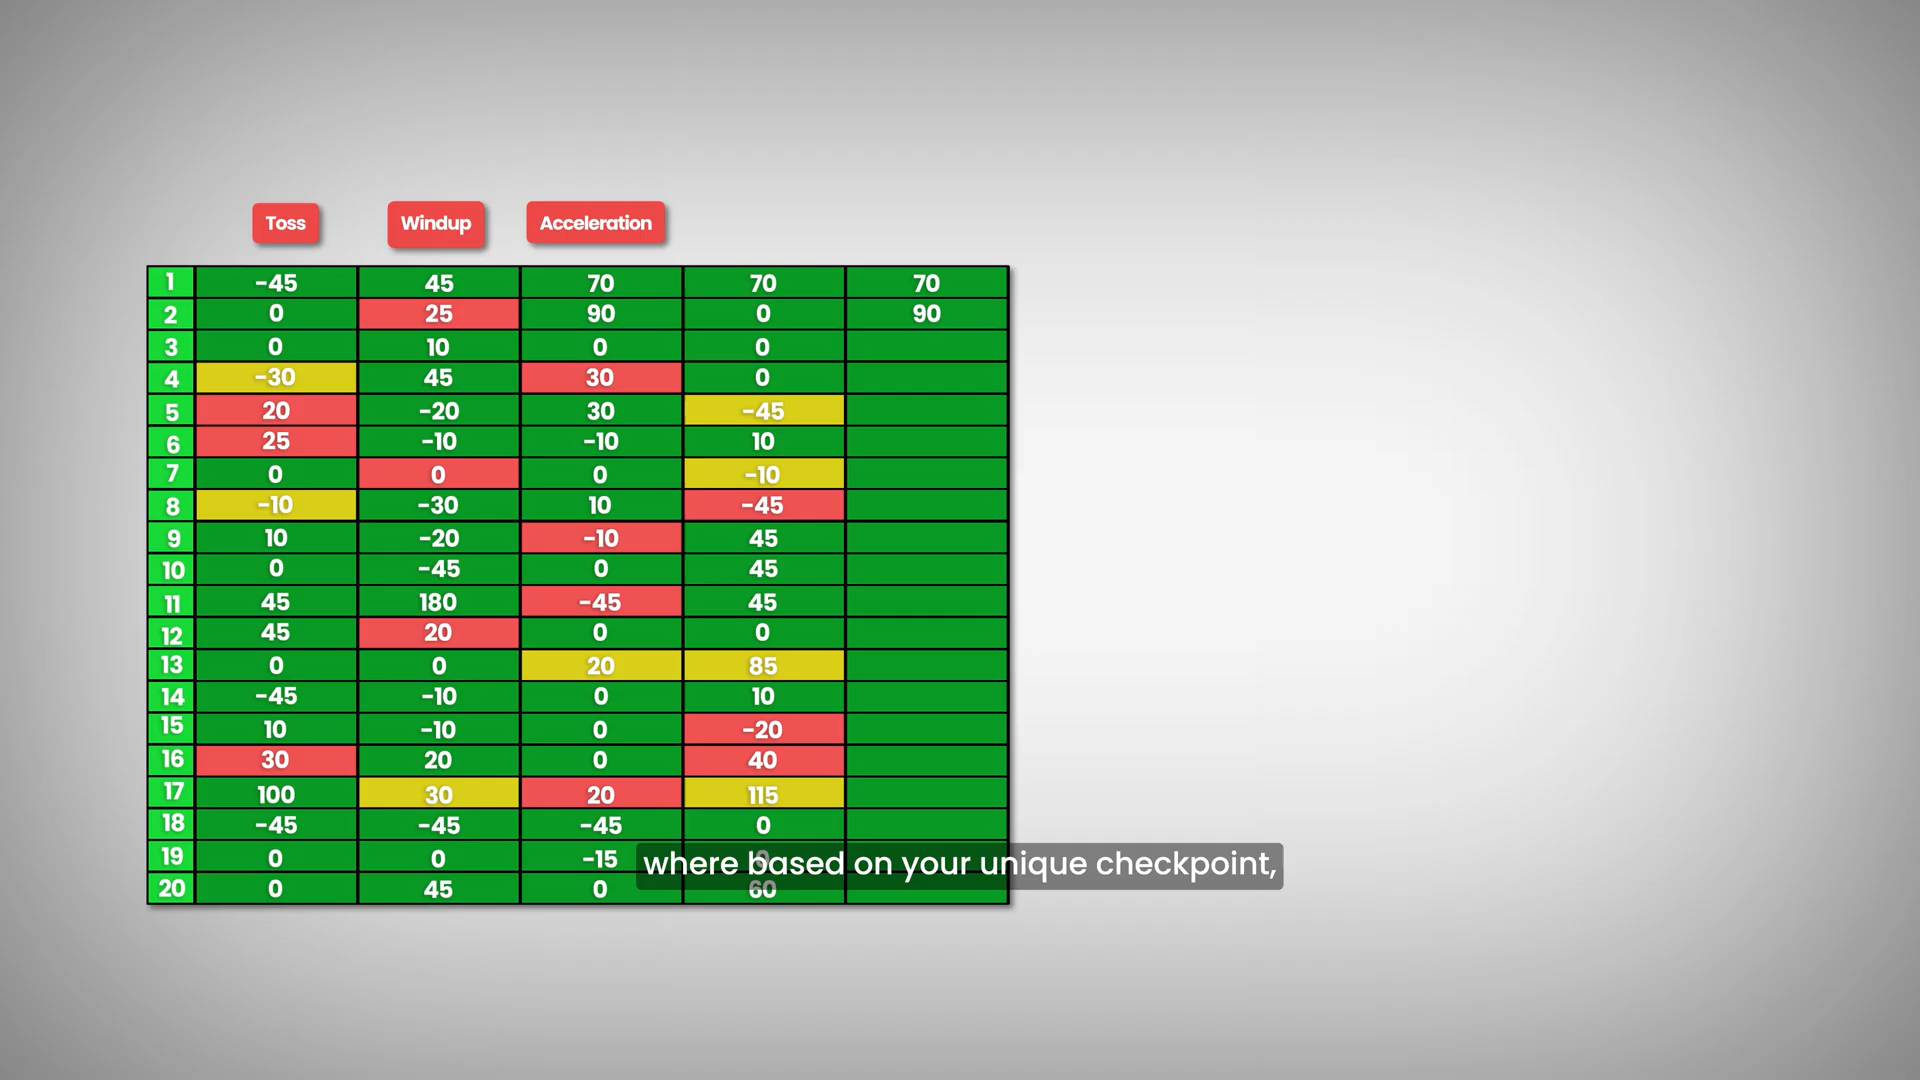 Toss Windup Acceleration
1 -45 45 70 70 70
2 0 25 90 0 90
3 0 10 0 0
4 -30 45 30 0
5 20 -20 30 -45
6 25 -10 -10 10
7 0 0 0 -10
8 -10 -30 10 -45
9 10 -20 -10 45
10 0 -45 0 45
11 45 180 -45 45
12 45 20 0 0
13 0 0 20 85
14 -45 -10 0 10
15 10 -10 0 -20
16 30 20 0 40
17 100 30 20 115
18 -45 -45 -45 0
19 0 0 -15
where based on your unique checkpoint,
20 0 45 0 60